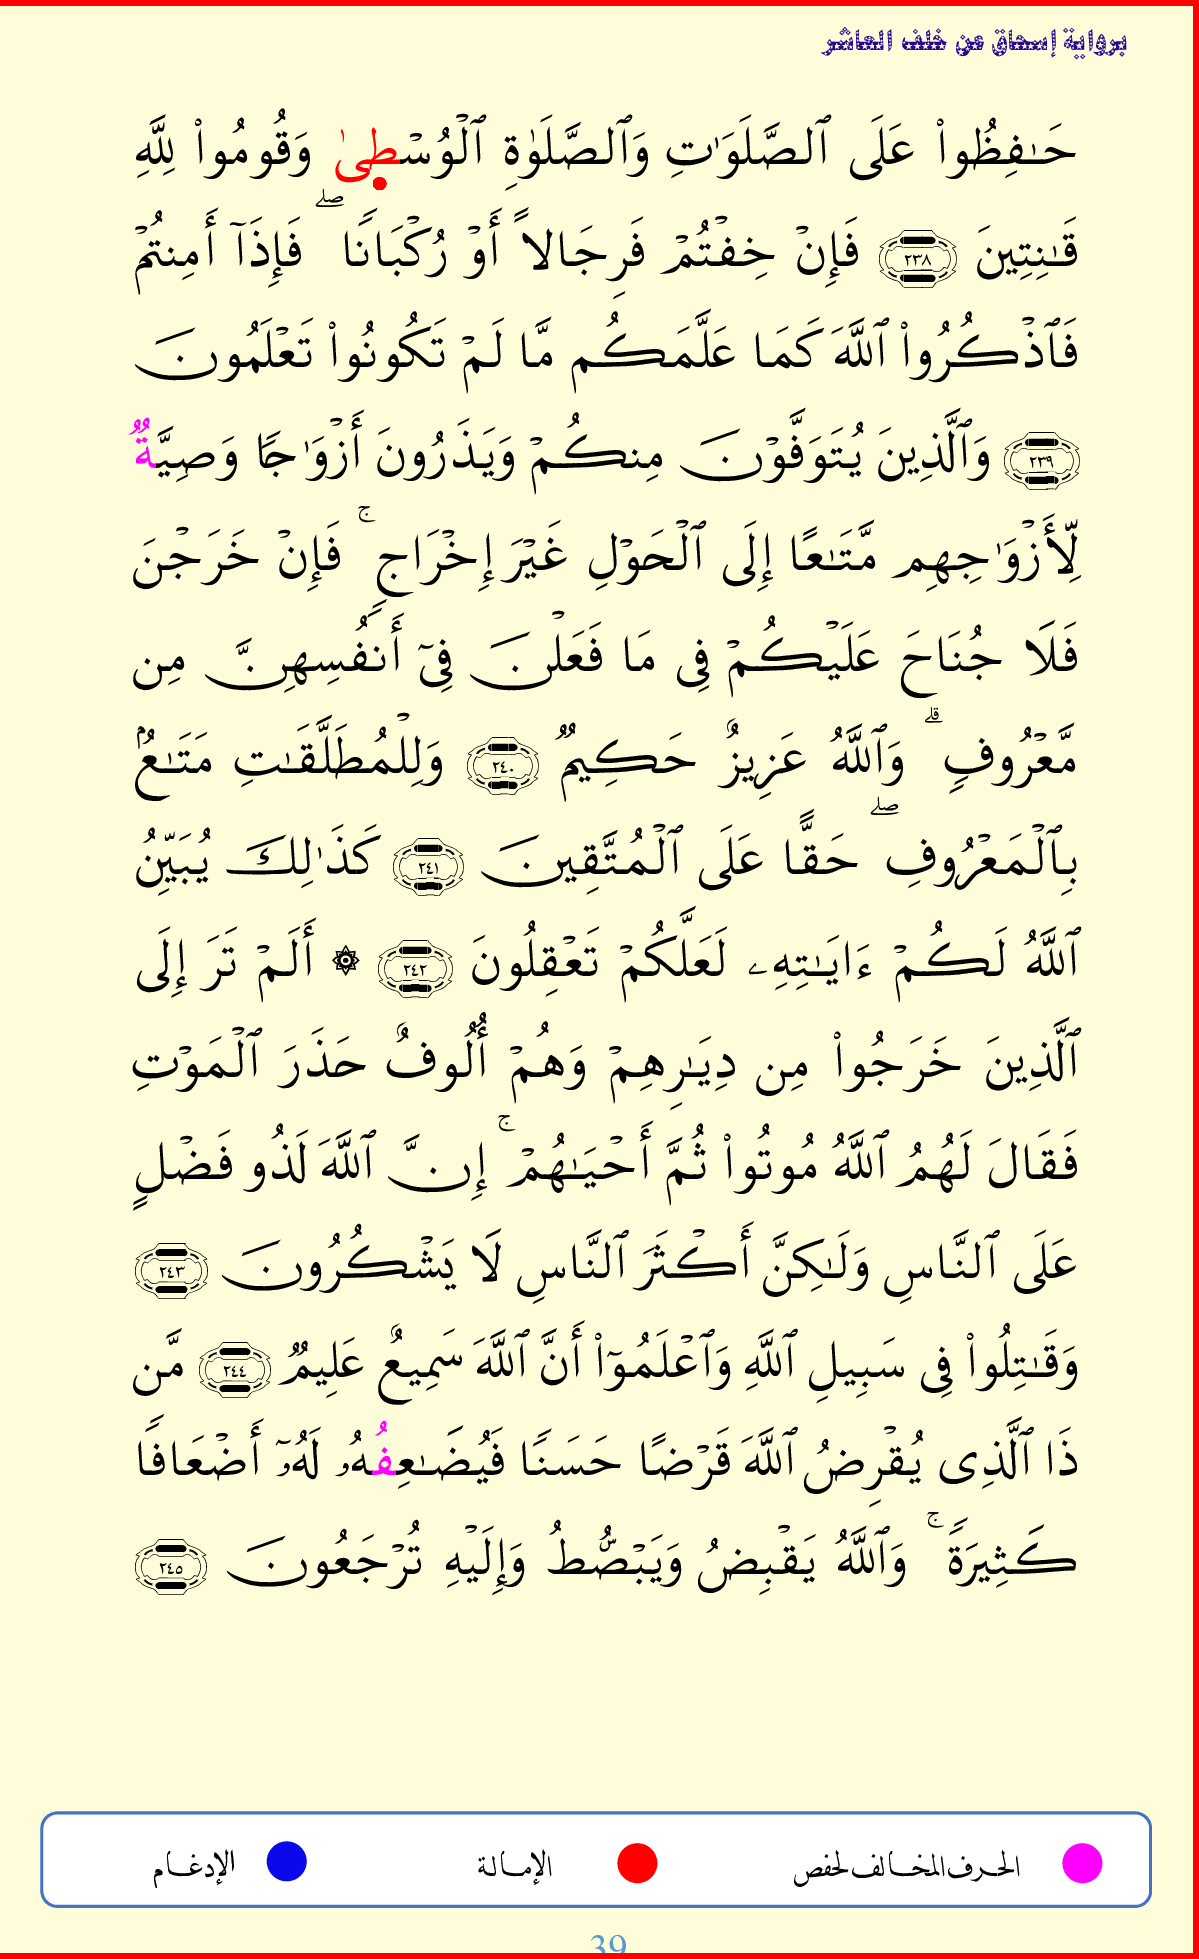 برواية إسحاق عن خلف العاشر
حَـٰفِظُوا۟ عَلَى ٱلصَّلَوَٰتِ وَٱلصَّلَوٰةِ ٱلْوُسْطِىٰ وَقُومُوا۟ لِلَّهِ
قَـٰنِتِينَ ٢٣٨ فَإِنْ خِفْتُمْ فَرِجَالًا أَوْ رُكْبَانًا ۖ فَإِذَآ أَمِنتُمْ
فَٱذْكُرُوا۟ ٱللَّهَ كَمَا عَلَّمَكُم مَّا لَمْ تَكُونُوا۟ تَعْلَمُونَ
٢٣٩ وَٱلَّذِينَ يُتَوَفَّوْنَ مِنكُمْ وَيَذَرُونَ أَزْوَٰجًا وَصِيَّةٌ
لِّأَزْوَٰجِهِم مَّتَـٰعًا إِلَى ٱلْحَوْلِ غَيْرَ إِخْرَاجٍ ۚ فَإِنْ خَرَجْنَ
فَلَا جُنَاحَ عَلَيْكُمْ فِى مَا فَعَلْنَ فِىٓ أَنفُسِهِنَّ مِن
مَّعْرُوفٍ ۗ وَٱللَّهُ عَزِيزٌ حَكِيمٌ ٢٤٠ وَلِلْمُطَلَّقَـٰتِ مَتَـٰعٌۢ
بِٱلْمَعْرُوفِ ۖ حَقًّا عَلَى ٱلْمُتَّقِينَ ٢٤١ كَذَٰلِكَ يُبَيِّنُ
ٱللَّهُ لَكُمْ ءَايَـٰتِهِۦ لَعَلَّكُمْ تَعْقِلُونَ ٢٤٢ ۞ أَلَمْ تَرَ إِلَى
ٱلَّذِينَ خَرَجُوا۟ مِن دِيَـٰرِهِمْ وَهُمْ أُلُوفٌ حَذَرَ ٱلْمَوْتِ
فَقَالَ لَهُمُ ٱللَّهُ مُوتُوا۟ ثُمَّ أَحْيَـٰهُمْ ۚ إِنَّ ٱللَّهَ لَذُو فَضْلٍ
عَلَى ٱلنَّاسِ وَلَـٰكِنَّ أَكْثَرَ ٱلنَّاسِ لَا يَشْكُرُونَ ٢٤٣
وَقَـٰتِلُوا۟ فِى سَبِيلِ ٱللَّهِ وَٱعْلَمُوٓا۟ أَنَّ ٱللَّهَ سَمِيعٌ عَلِيمٌ ٢٤٤ مَّن
ذَا ٱلَّذِى يُقْرِضُ ٱللَّهَ قَرْضًا حَسَنًا فَيُضَـٰعِفُهُۥ لَهُۥٓ أَضْعَافًا
كَثِيرَةً ۚ وَٱللَّهُ يَقْبِضُ وَيَبْصُّطُ وَإِلَيْهِ تُرْجَعُونَ ٢٤٥
الحرف المخالف لحفص الإمالة الإدغام
39